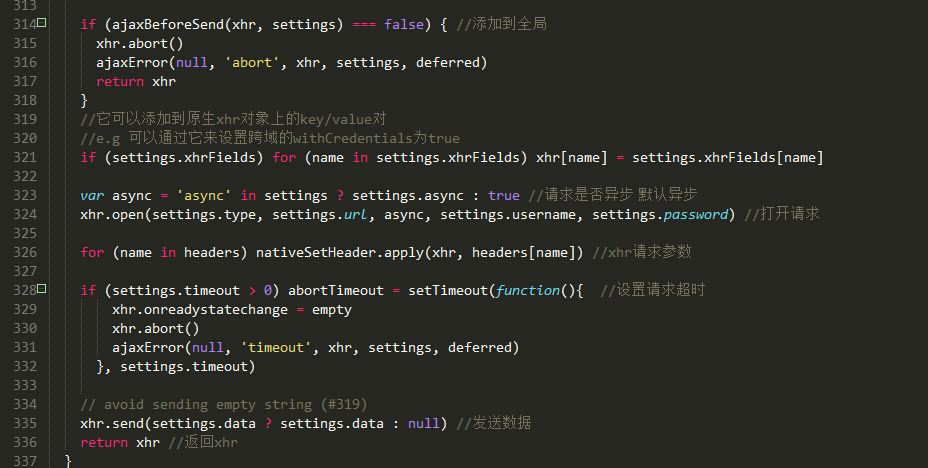 313
314 if (ajaxBeforeSend(xhr, settings) === false) { //添加到全局
315 xhr.abort()
316 ajaxError(null, 'abort', xhr, settings, deferred)
317 return xhr
318 }
319 //它可以添加到原生xhr对象上的key/value对
320 //e.g 可以通过它来设置跨域的withCredentials为true
321 if (settings.xhrFields) for (name in settings.xhrFields) xhr[name] = settings.xhrFields[name]
322
323 var async = 'async' in settings ? settings.async : true //请求是否异步 默认异步
324 xhr.open(settings.type, settings.url, async, settings.username, settings.password) //打开请求
325
326 for (name in headers) nativeSetHeader.apply(xhr, headers[name]) //xhr请求参数
327
328 if (settings.timeout > 0) abortTimeout = setTimeout(function(){ //设置请求超时
329 xhr.onreadystatechange = empty
330 xhr.abort()
331 ajaxError(null, 'timeout', xhr, settings, deferred)
332 }, settings.timeout)
333
334 // avoid sending empty string (#319)
335 xhr.send(settings.data ? settings.data : null) //发送数据
336 return xhr //返回xhr
337 }